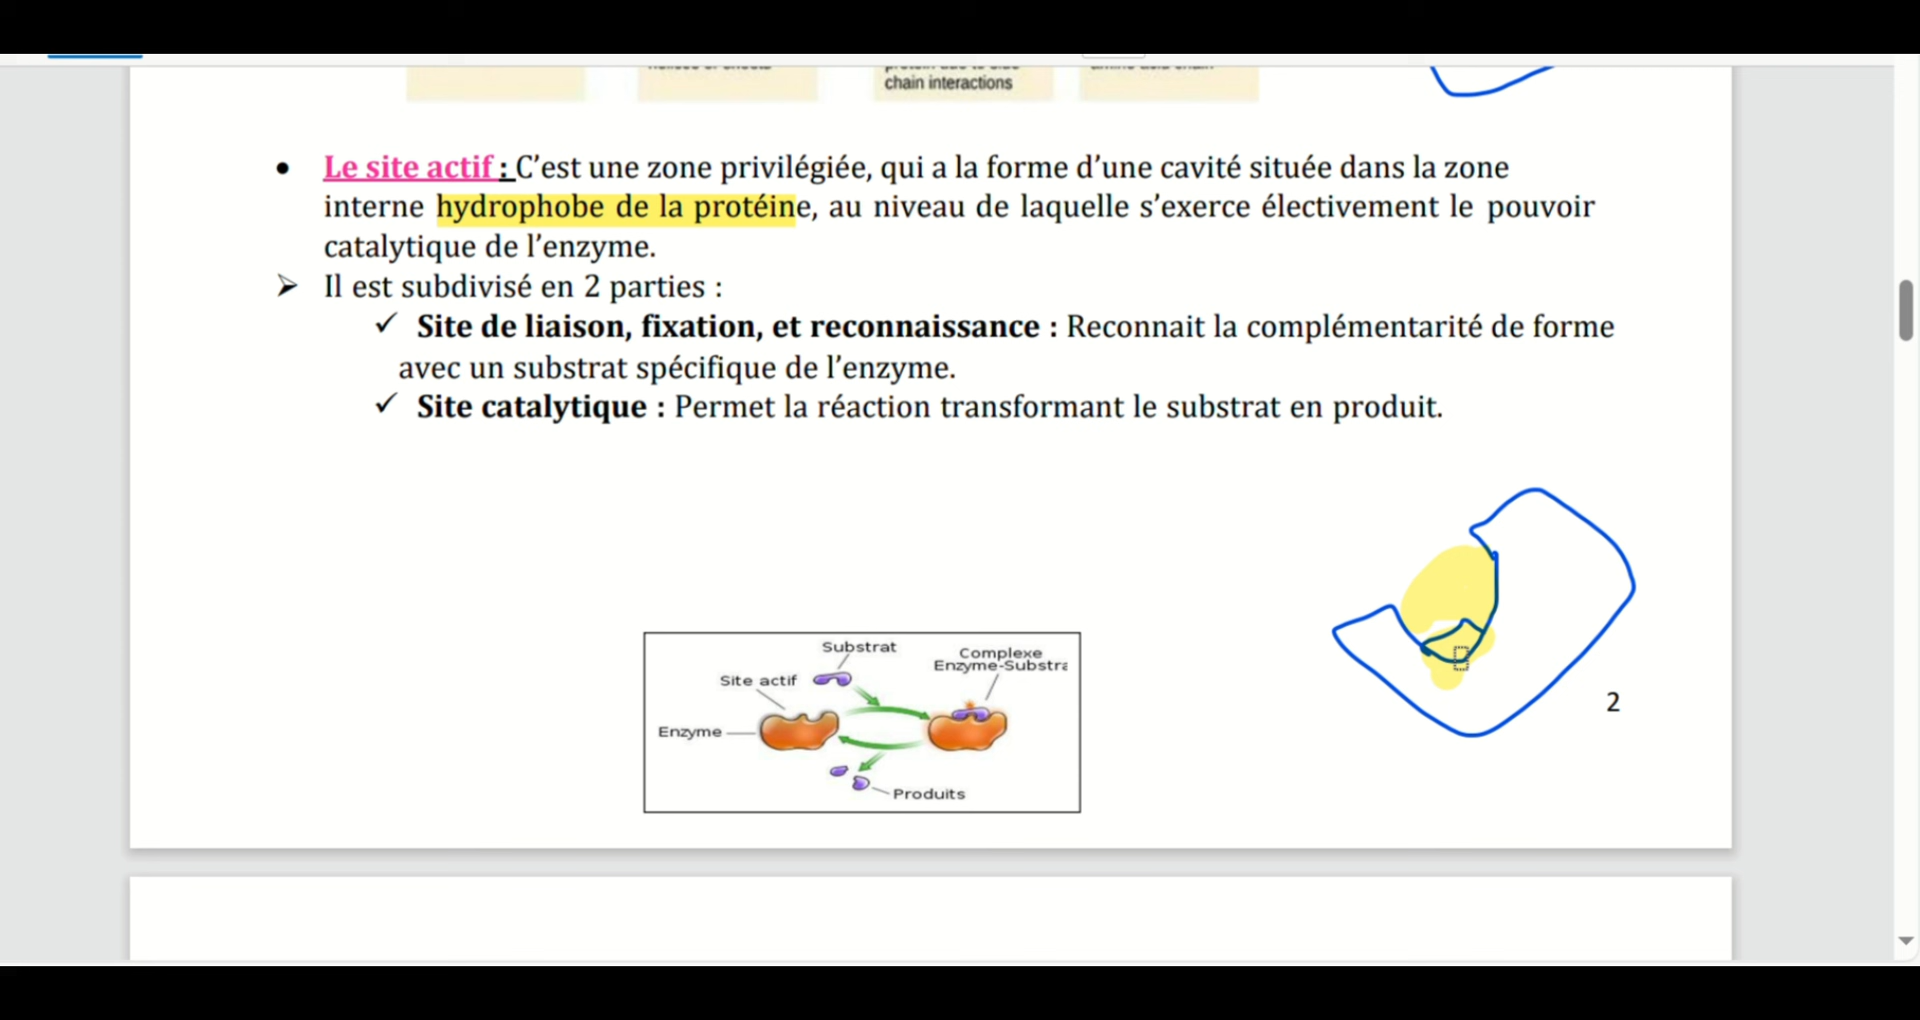 chain interactions
• Le site actif : C'est une zone privilégiée, qui a la forme d'une cavité située dans la zone
interne hydrophobe de la protéine, au niveau de laquelle s'exerce électivement le pouvoir
catalytique de l'enzyme.
➢ Il est subdivisé en 2 parties :
✓ Site de liaison, fixation, et reconnaissance : Reconnait la complémentarité de forme
avec un substrat spécifique de l'enzyme.
✓ Site catalytique : Permet la réaction transformant le substrat en produit.
Substrat
Complexe
Enzyme-Substra
Site actif
Enzyme
Produits
2